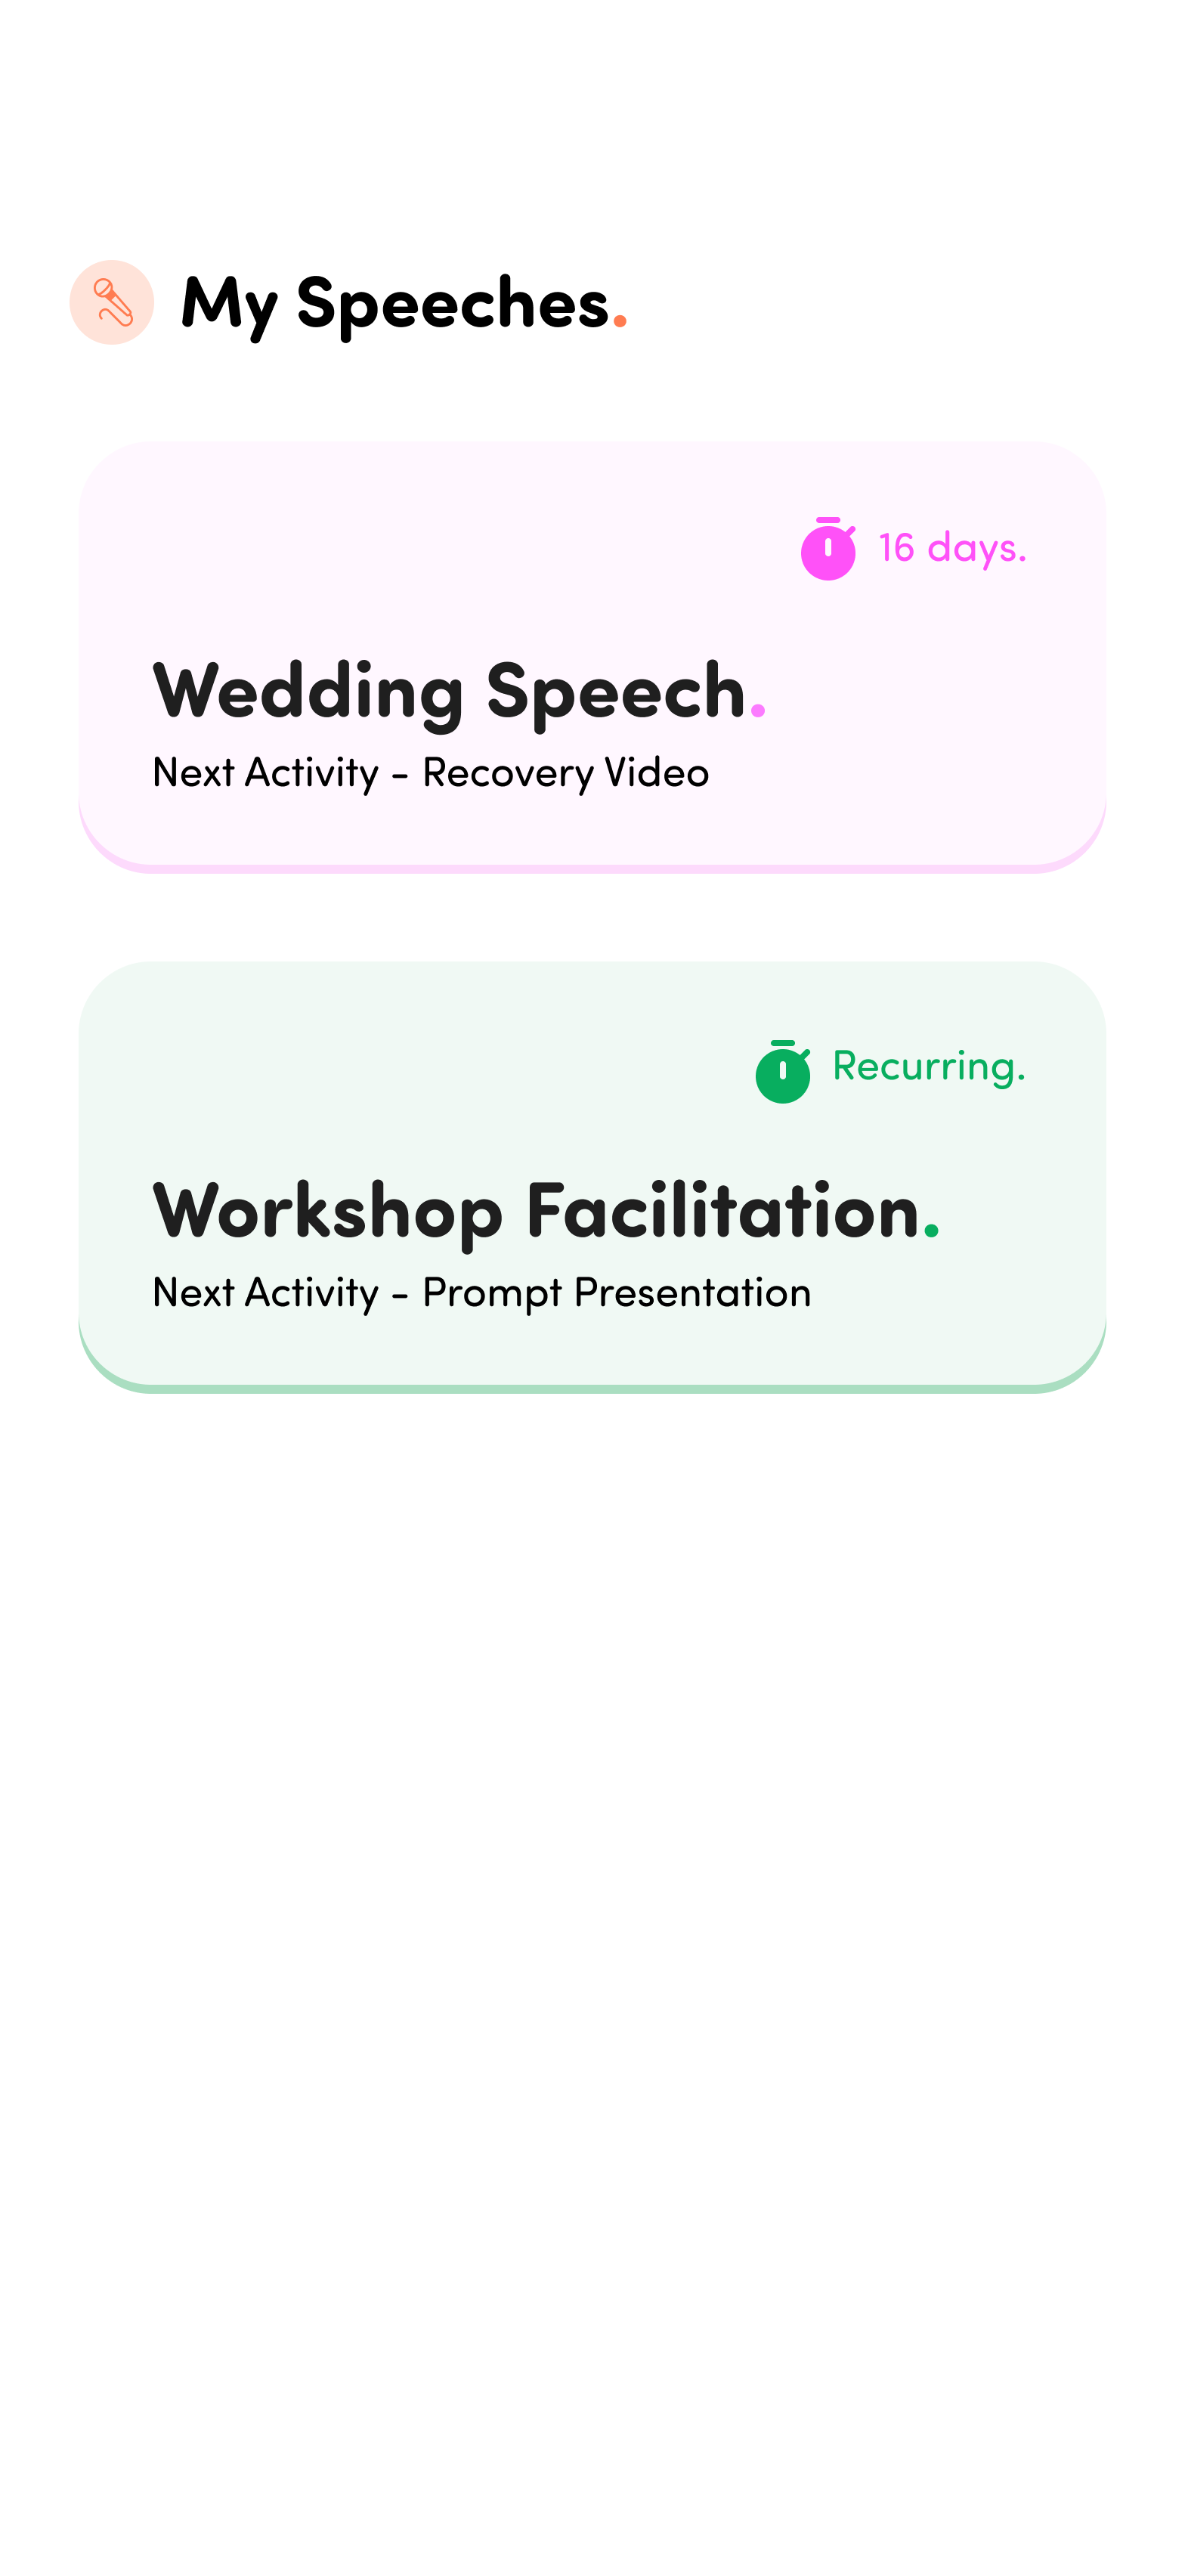 My Speeches.
16 days.
Wedding Speech.
Next Activity - Recovery Video
Recurring.
Workshop Facilitation.
Next Activity - Prompt Presentation